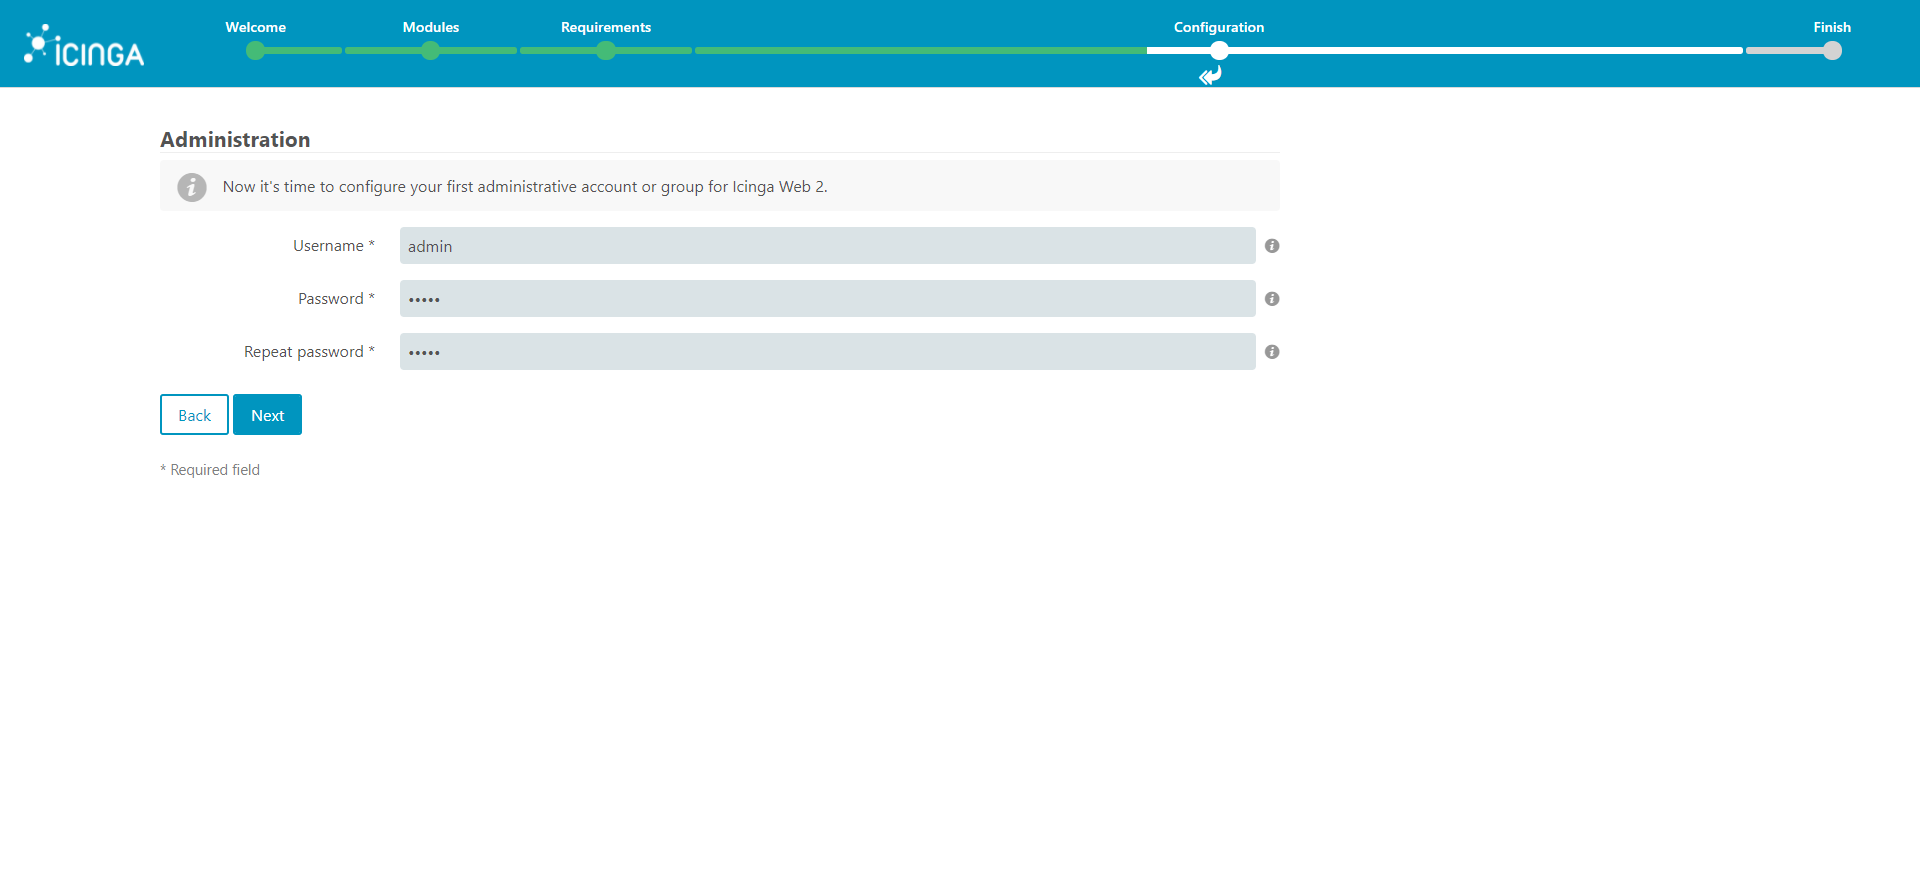 Welcome
Modules
Requirements
Configuration
Finish
ICINGA
Administration
Now it's time to configure your first administrative account or group for Icinga Web 2.
Username *
admin
Password *
•••••
Repeat password *
•••••
Back
Next
* Required field